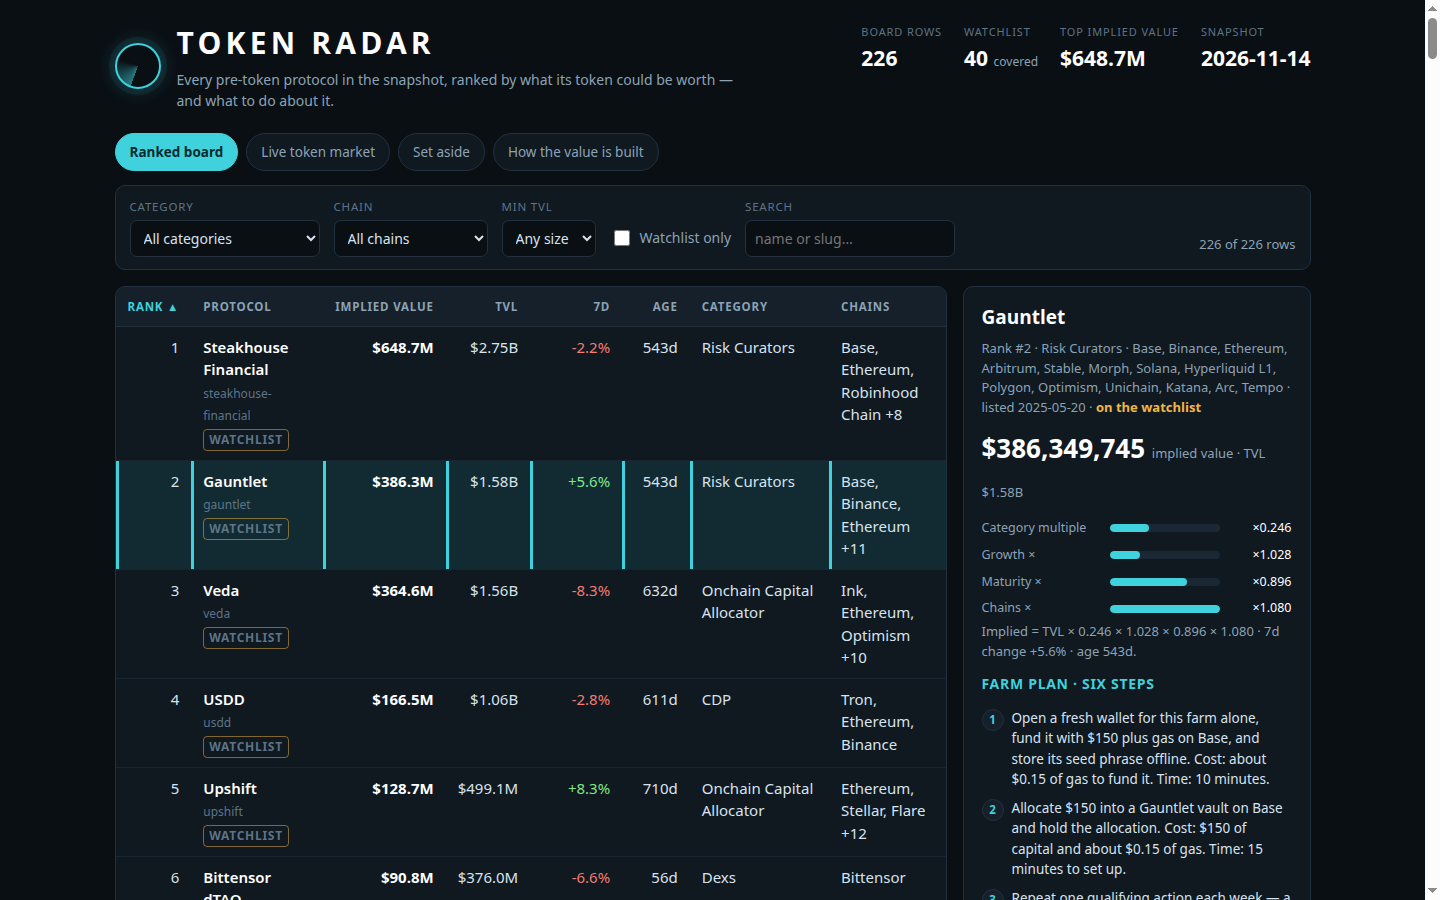 TOKEN RADAR
Every pre-token protocol in the snapshot, ranked by what its token could be worth —
and what to do about it.
BOARD ROWS
226
WATCHLIST
40 covered
TOP IMPLIED VALUE
$648.7M
SNAPSHOT
2026-11-14
Ranked board
Live token market
Set aside
How the value is built
CATEGORY
All categories
CHAIN
All chains
MIN TVL
Any size
Watchlist only
SEARCH
name or slug...
226 of 226 rows
RANK ▲ PROTOCOL IMPLIED VALUE TVL 7D AGE CATEGORY CHAINS
1 Steakhouse $648.7M $2.75B -2.2% 543d Risk Curators Base,
Financial Ethereum,
steakhouse- Robinhood
financial Chain +8
WATCHLIST
2 Gauntlet $386.3M $1.58B +5.6% 543d Risk Curators Base,
gauntlet Binance,
WATCHLIST Ethereum
+11
3 Veda $364.6M $1.56B -8.3% 632d Onchain Capital Ink,
veda Allocator Ethereum,
WATCHLIST Optimism
+10
4 USDD $166.5M $1.06B -2.8% 611d CDP Tron,
usdd Ethereum,
WATCHLIST Binance
5 Upshift $128.7M $499.1M +8.3% 710d Onchain Capital Ethereum,
upshift Allocator Stellar, Flare
WATCHLIST +12
6 Bittensor $90.8M $376.0M -6.6% 56d Dexs Bittensor
dTAO
Gauntlet
Rank #2 · Risk Curators · Base, Binance, Ethereum,
Arbitrum, Stable, Morph, Solana, Hyperliquid L1,
Polygon, Optimism, Unichain, Katana, Arc, Tempo ·
listed 2025-05-20 · on the watchlist
$386,349,745 implied value · TVL
$1.58B
Category multiple ×0.246
Growth × ×1.028
Maturity × ×0.896
Chains × ×1.080
Implied = TVL × 0.246 × 1.028 × 0.896 × 1.080 · 7d
change +5.6% · age 543d.
FARM PLAN · SIX STEPS
1 Open a fresh wallet for this farm alone,
fund it with $150 plus gas on Base, and
store its seed phrase offline. Cost: about
$0.15 of gas to fund it. Time: 10 minutes.
2 Allocate $150 into a Gauntlet vault on Base
and hold the allocation. Cost: $150 of
capital and about $0.15 of gas. Time: 15
minutes to set up.
3 Repeat one qualifying action each week — a